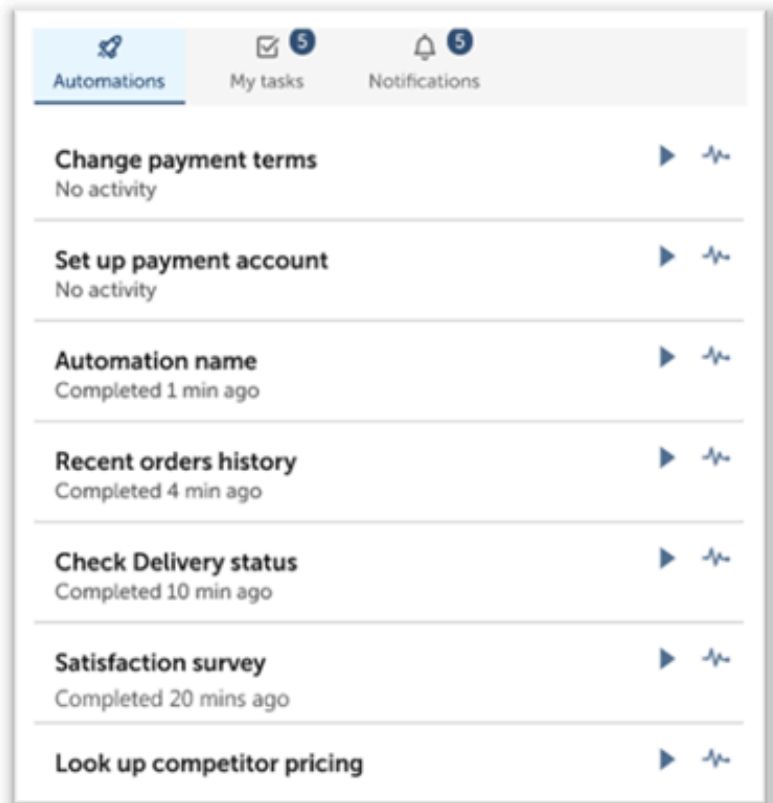 5
5
Automations
My tasks
Notifications
Change payment terms
No activity
Set up payment account
No activity
Automation name
Completed 1 min ago
Recent orders history
Completed 4 min ago
Check Delivery status
Completed 10 min ago
Satisfaction survey
Completed 20 mins ago
Look up competitor pricing